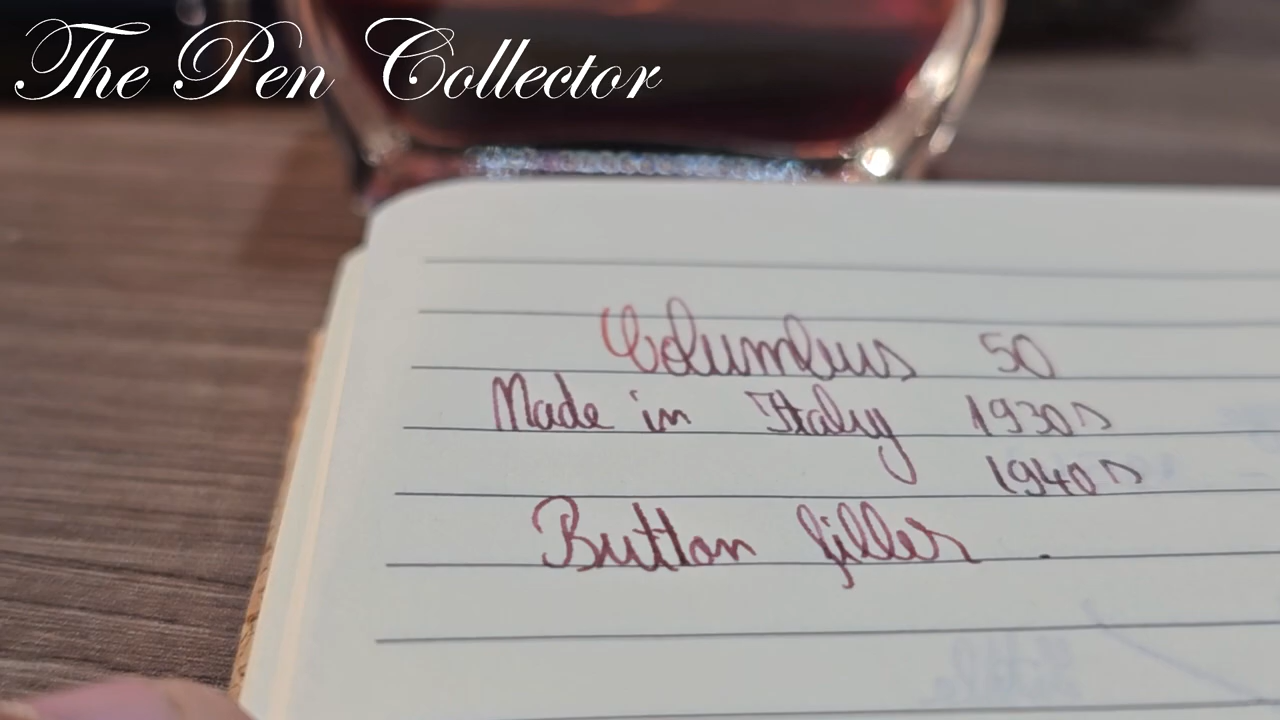 The Pen Collector
Columbus 50
Made in Italy 1930s
1940s
Button filler.